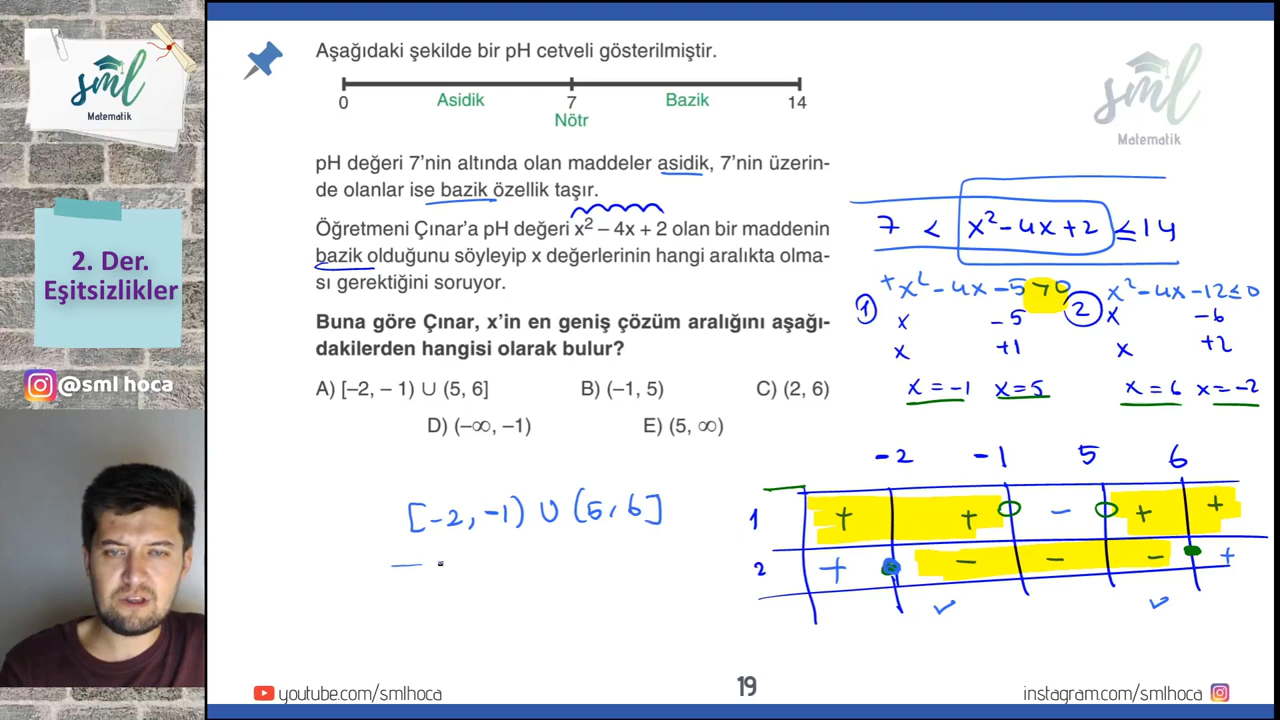 sml
Matematik
2. Der.
Eşitsizlikler
@sml hoca
Aşağıdaki şekilde bir pH cetveli gösterilmiştir.
0 Asidik 7 Bazik 14
Nötr
sml
Matematik
pH değeri 7'nin altında olan maddeler asidik, 7'nin üzerin-
de olanlar ise bazik özellik taşır.
Öğretmeni Çınar'a pH değeri x² – 4x + 2 olan bir maddenin
bazik olduğunu söyleyip x değerlerinin hangi aralıkta olma-
sı gerektiğini soruyor.
Buna göre Çınar, x'in en geniş çözüm aralığını aşağı-
dakilerden hangisi olarak bulur?
A) [–2, – 1) ∪ (5, 6] B) (–1, 5) C) (2, 6)
D) (–∞, –1) E) (5, ∞)
[-2, -1) ∪ (5, 6]
7 < x²-4x+2 ≤ 14
+
① x² - 4x - 5 > 0 ② x² - 4x - 12 ≤ 0
x -5 x -6
x +1 x +2
x = -1 x = 5 x = 6 x = -2
-2 -1 5 6
1 + + - + +
2 + - - - +
✓ ✓
youtube.com/smlhoca 19 instagram.com/smlhoca